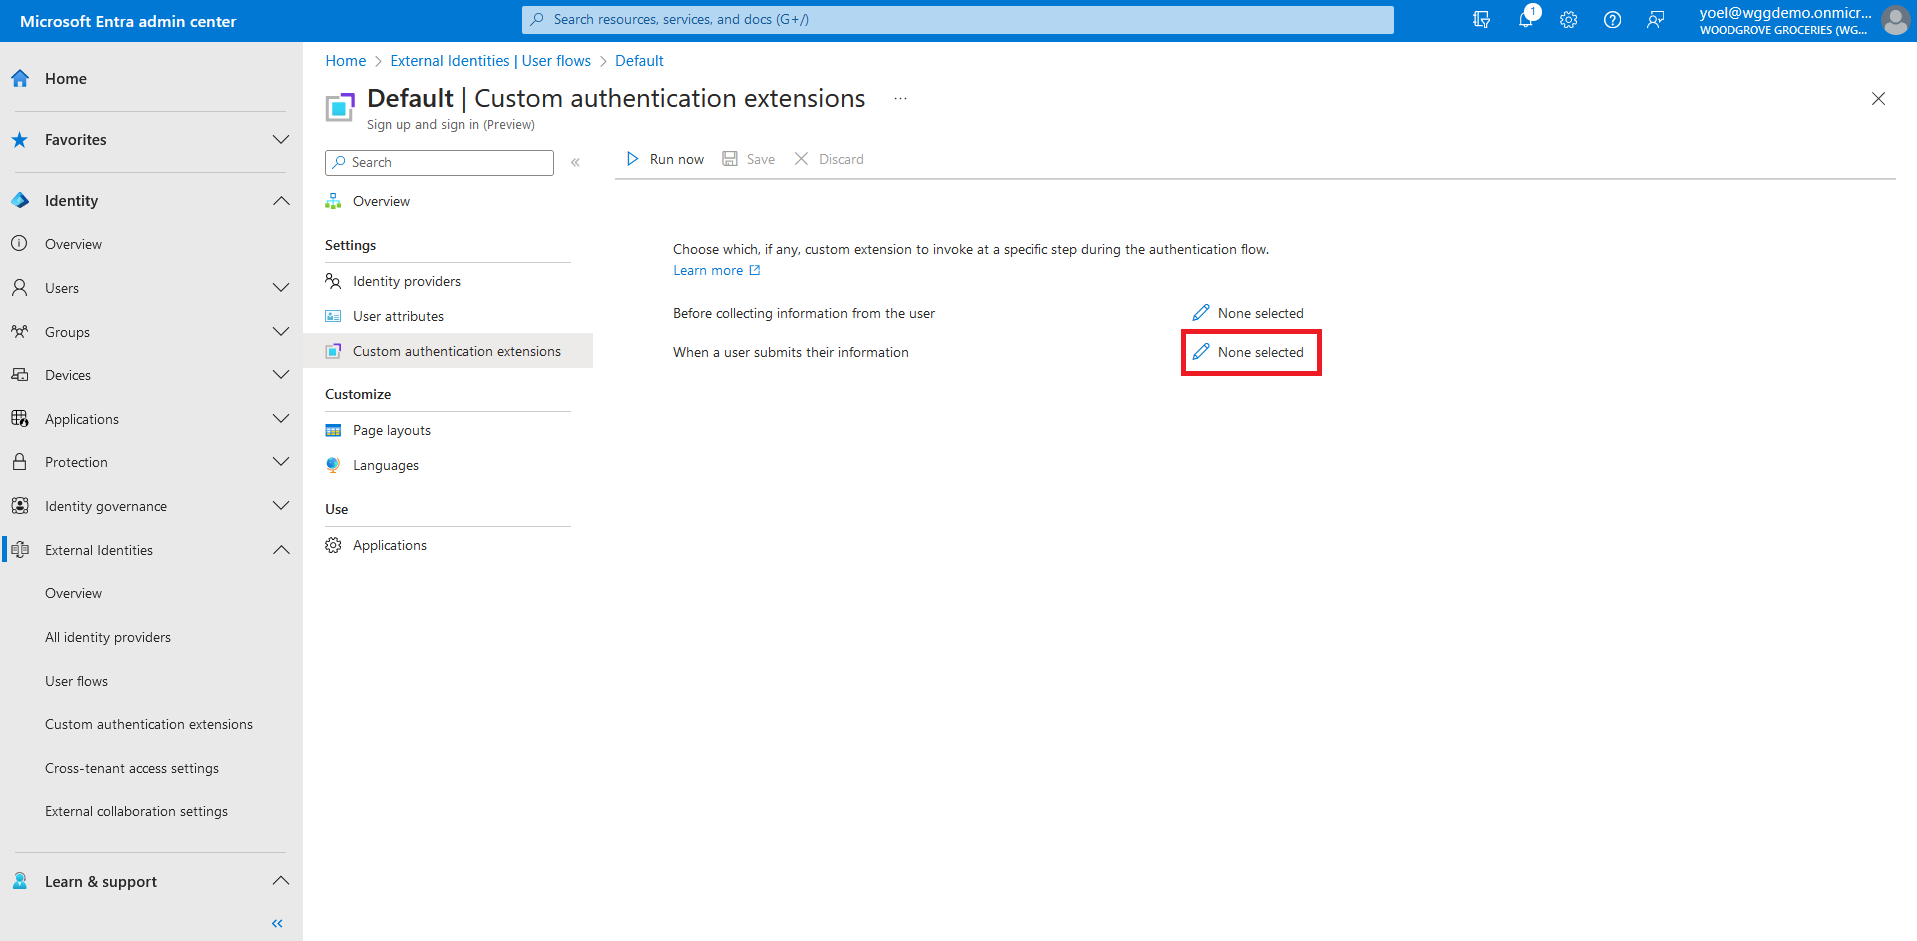 Microsoft Entra admin center
Search resources, services, and docs (G+/)
1
yoel@wggdemo.onmicr...
WOODGROVE GROCERIES (WG...
Home
Favorites
Identity
Overview
Users
Groups
Devices
Applications
Protection
Identity governance
External Identities
Overview
All identity providers
User flows
Custom authentication extensions
Cross-tenant access settings
External collaboration settings
Learn & support
Home > External Identities | User flows > Default
Default | Custom authentication extensions ...
Sign up and sign in (Preview)
Search
Overview
Settings
Identity providers
User attributes
Custom authentication extensions
Customize
Page layouts
Languages
Use
Applications
Run now Save Discard
Choose which, if any, custom extension to invoke at a specific step during the authentication flow.
Learn more
Before collecting information from the user None selected
When a user submits their information None selected